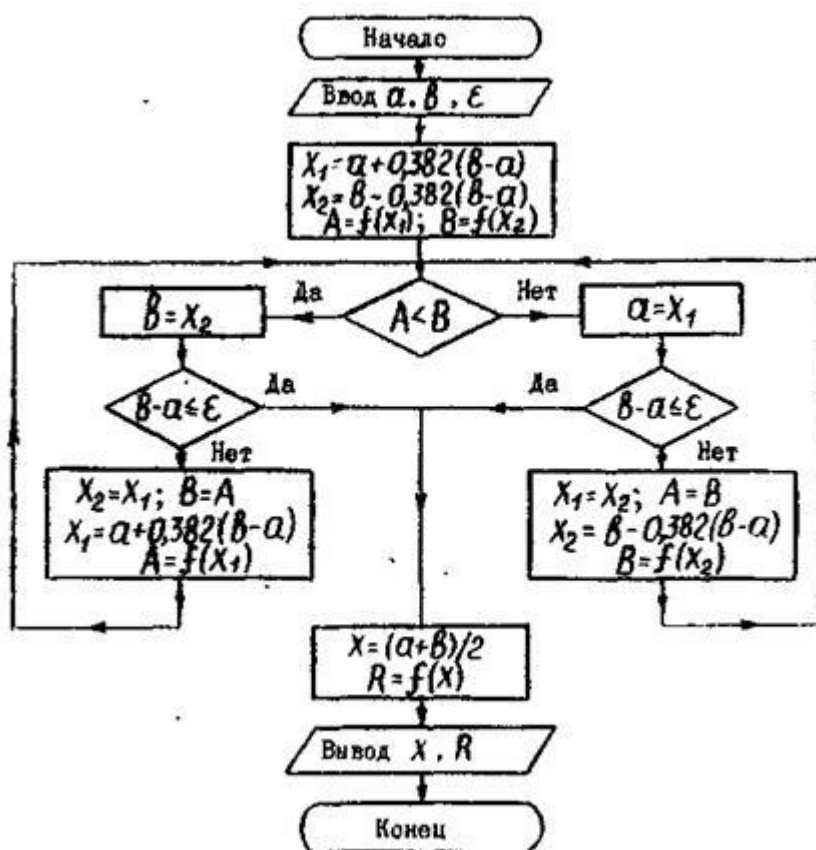 Начало
Ввод a, в, ε
X₁=a+0,382(в-a)
X₂=в-0,382(в-a)
A=f(X₁); B=f(X₂)
Да
Нет
в=X₂
A<B
a=X₁
в-a≤ε
Да
Да
в-a≤ε
Нет
Нет
X₂=X₁; B=A
X₁=a+0,382(в-a)
A=f(X₁)
X₁=X₂; A=B
X₂=в-0,382(в-a)
B=f(X₂)
X=(a+в)/2
R=f(X)
Вывод X, R
Конец